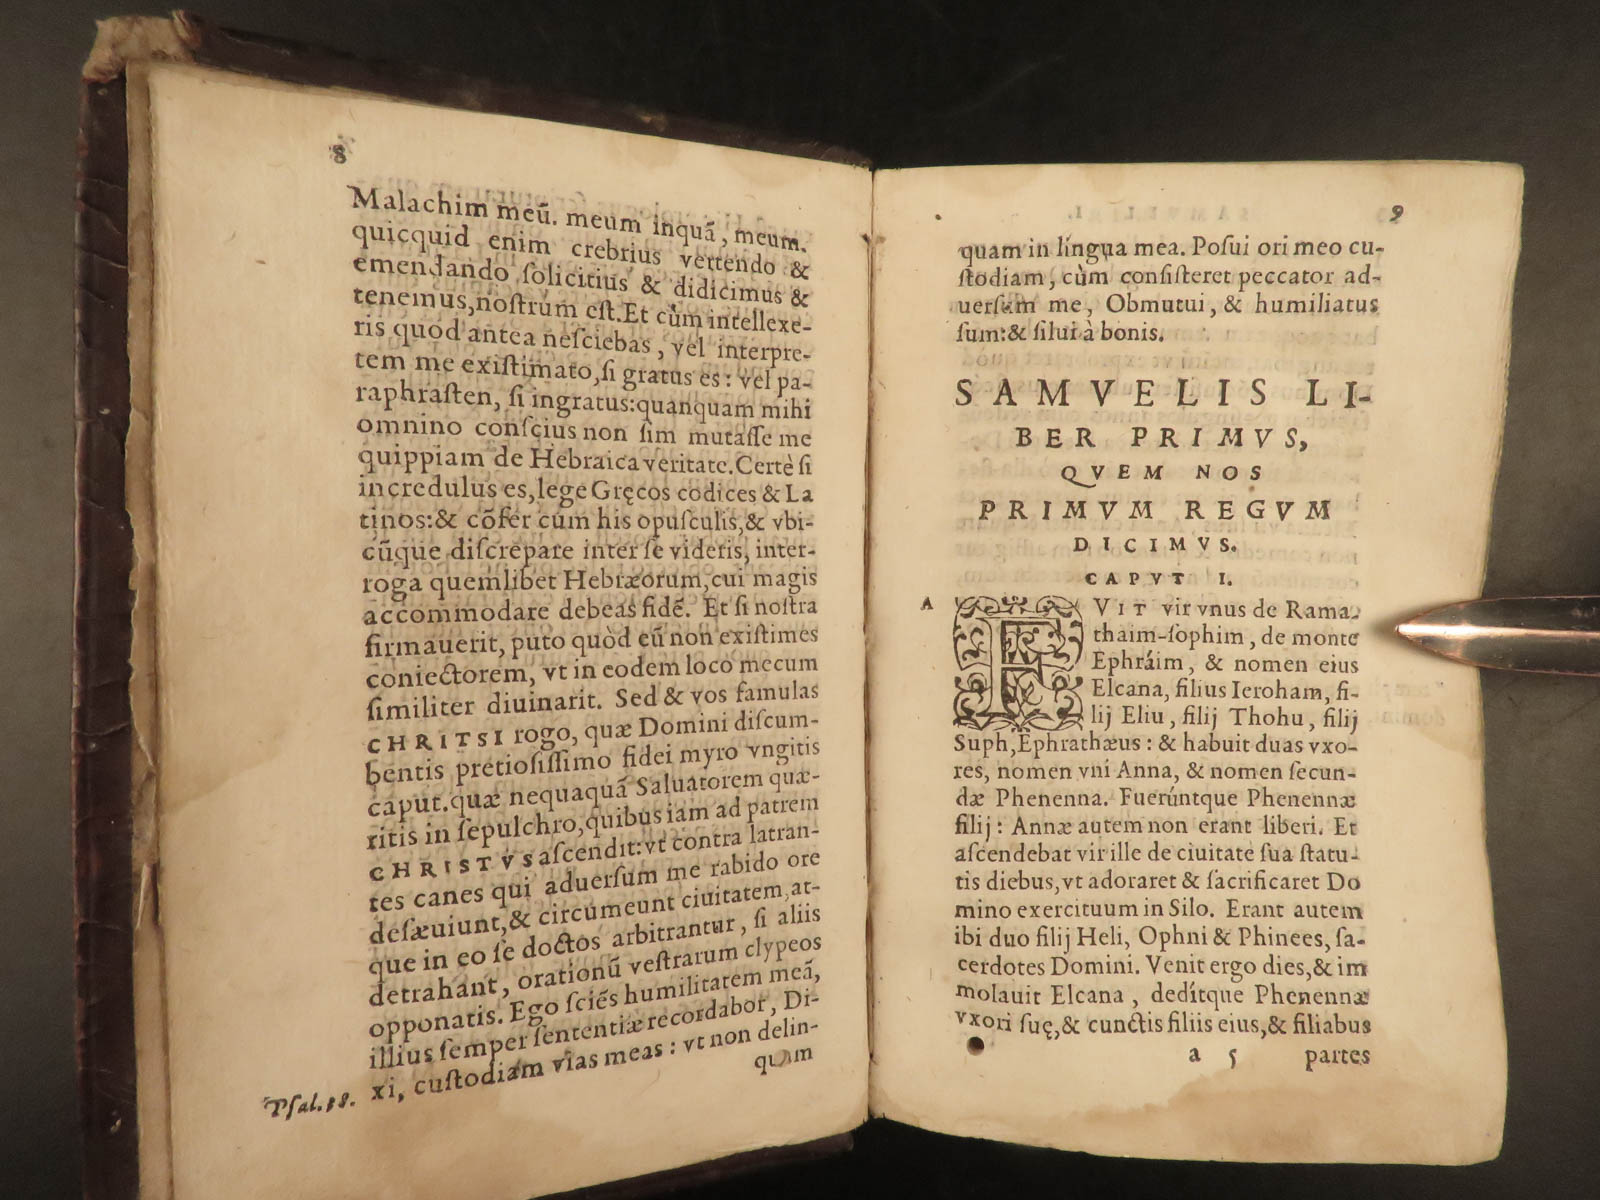 8
Malachim meū. meum inquā, meum.
quicquid enim crebrius vertendo &
emendando ſolicitius & didicimus &
tenemus, noſtrum eſt. Et cùm intellexe-
ris quod antea neſciebas, vel interpre-
tem me exiſtimato, ſi gratus es: vel pa-
raphraſten, ſi ingratus: quanquam mihi
omnino conſcius non ſim mutaſſe me
quippiam de Hebraica veritate. Certè ſi
incredulus es, lege Gręcos codices & La
tinos: & cōfer cum his opuſculis, & vbi-
cūque diſcrepare inter ſe videris, inter-
roga quemlibet Hebræorum, cui magis
accommodare debeas fidē. Et ſi noſtra
firmauerit, puto quòd eū non exiſtimes
coniectorem, vt in eodem loco mecum
ſimiliter diuinarit. Sed & vos famulas
CHRITSI rogo, quæ Domini diſcum-
bentis pretioſiſſimo fidei myro vngitis
caput. quæ nequaquā Saluatorem quæ-
ritis in ſepulchro, quibus iam ad patrem
CHRISTVS aſcendit: vt contra latran-
tes canes qui aduerſum me rabido ore
deſæuiunt, & circumeunt ciuitatem, at-
que in eo ſe doctos arbitrantur, ſi aliis
detrahant, orationū veſtrarum clypeos
opponatis. Ego ſciēs humilitatem meā,
illius ſemper ſententiæ recordabor, Di-
xi, cuſtodiam vias meas: vt non delin-
Pſal. 38.
quam
9
quam in língua mea. Poſui ori meo cu-
ſtodiam, cùm conſiſteret peccator ad-
uerſum me, Obmutui, & humiliatus
ſum: & ſilui à bonis.
SAMVELIS LI-
BER PRIMVS,
QVEM NOS
PRIMVM REGVM
DICIMVS.
CAPVT I.
A
FVIT vir vnus de Rama-
thaim-ſophim, de monte
Ephráim, & nomen eius
Elcana, filius Ieroham, fi-
lij Eliu, filij Thohu, filij
Suph, Ephrathæus: & habuit duas vxo-
res, nomen vni Anna, & nomen ſecun-
dæ Phenenna. Fuerúntque Phenennæ
filij: Annæ autem non erant liberi. Et
aſcendebat vir ille de ciuitate ſua ſtatu-
tis diebus, vt adoraret & ſacrificaret Do
mino exercituum in Silo. Erant autem
ibi duo filij Heli, Ophni & Phinees, ſa-
cerdotes Domini. Venit ergo dies, & im
molauit Elcana, dedítque Phenennæ
vxori ſuę, & cunctis filiis eius, & filiabus
a 5 partes